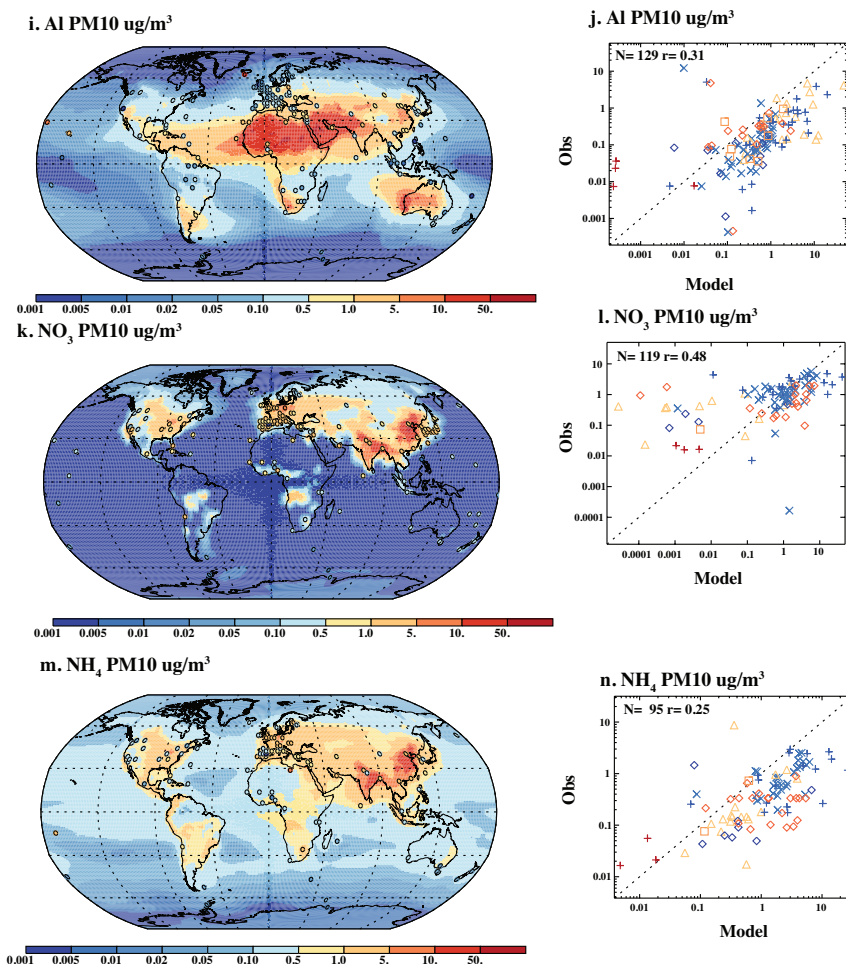 i. Al PM10 ug/m³
0.001 0.005 0.01 0.02 0.05 0.10 0.5 1.0 5. 10. 50.
j. Al PM10 ug/m³
N= 129 r= 0.31
10
1
0.1
0.01
0.001
Obs
0.001 0.01 0.1 1 10
Model
k. NO₃ PM10 ug/m³
0.001 0.005 0.01 0.02 0.05 0.10 0.5 1.0 5. 10. 50.
l. NO₃ PM10 ug/m³
N= 119 r= 0.48
10
1
0.1
0.01
0.001
0.0001
Obs
0.0001 0.001 0.01 0.1 1 10
Model
m. NH₄ PM10 ug/m³
0.001 0.005 0.01 0.02 0.05 0.10 0.5 1.0 5. 10. 50.
n. NH₄ PM10 ug/m³
N= 95 r= 0.25
10
1
0.1
0.01
Obs
0.01 0.1 1 10
Model